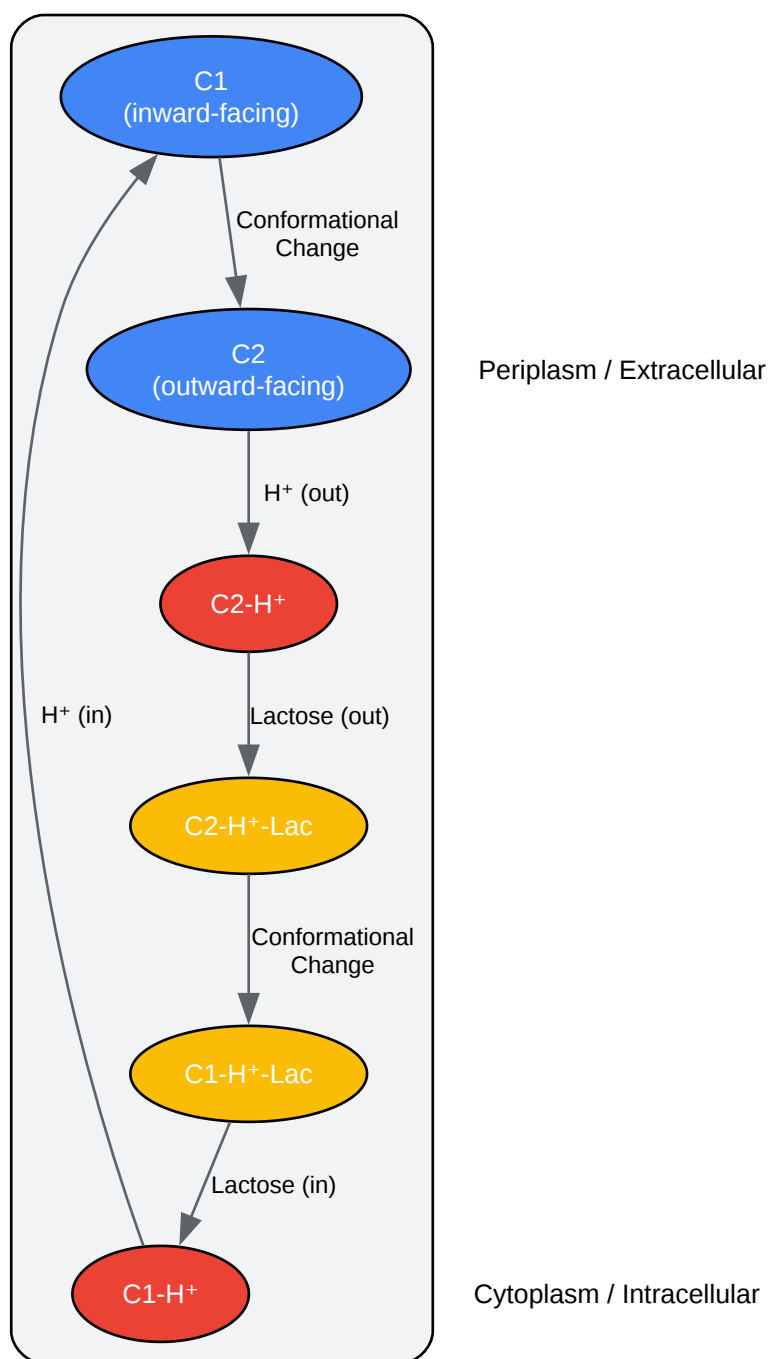 C1
(inward-facing)
Conformational
Change
C2
(outward-facing)
Periplasm / Extracellular
H⁺ (out)
C2-H⁺
H⁺ (in)
Lactose (out)
C2-H⁺-Lac
Conformational
Change
C1-H⁺-Lac
Lactose (in)
C1-H⁺
Cytoplasm / Intracellular